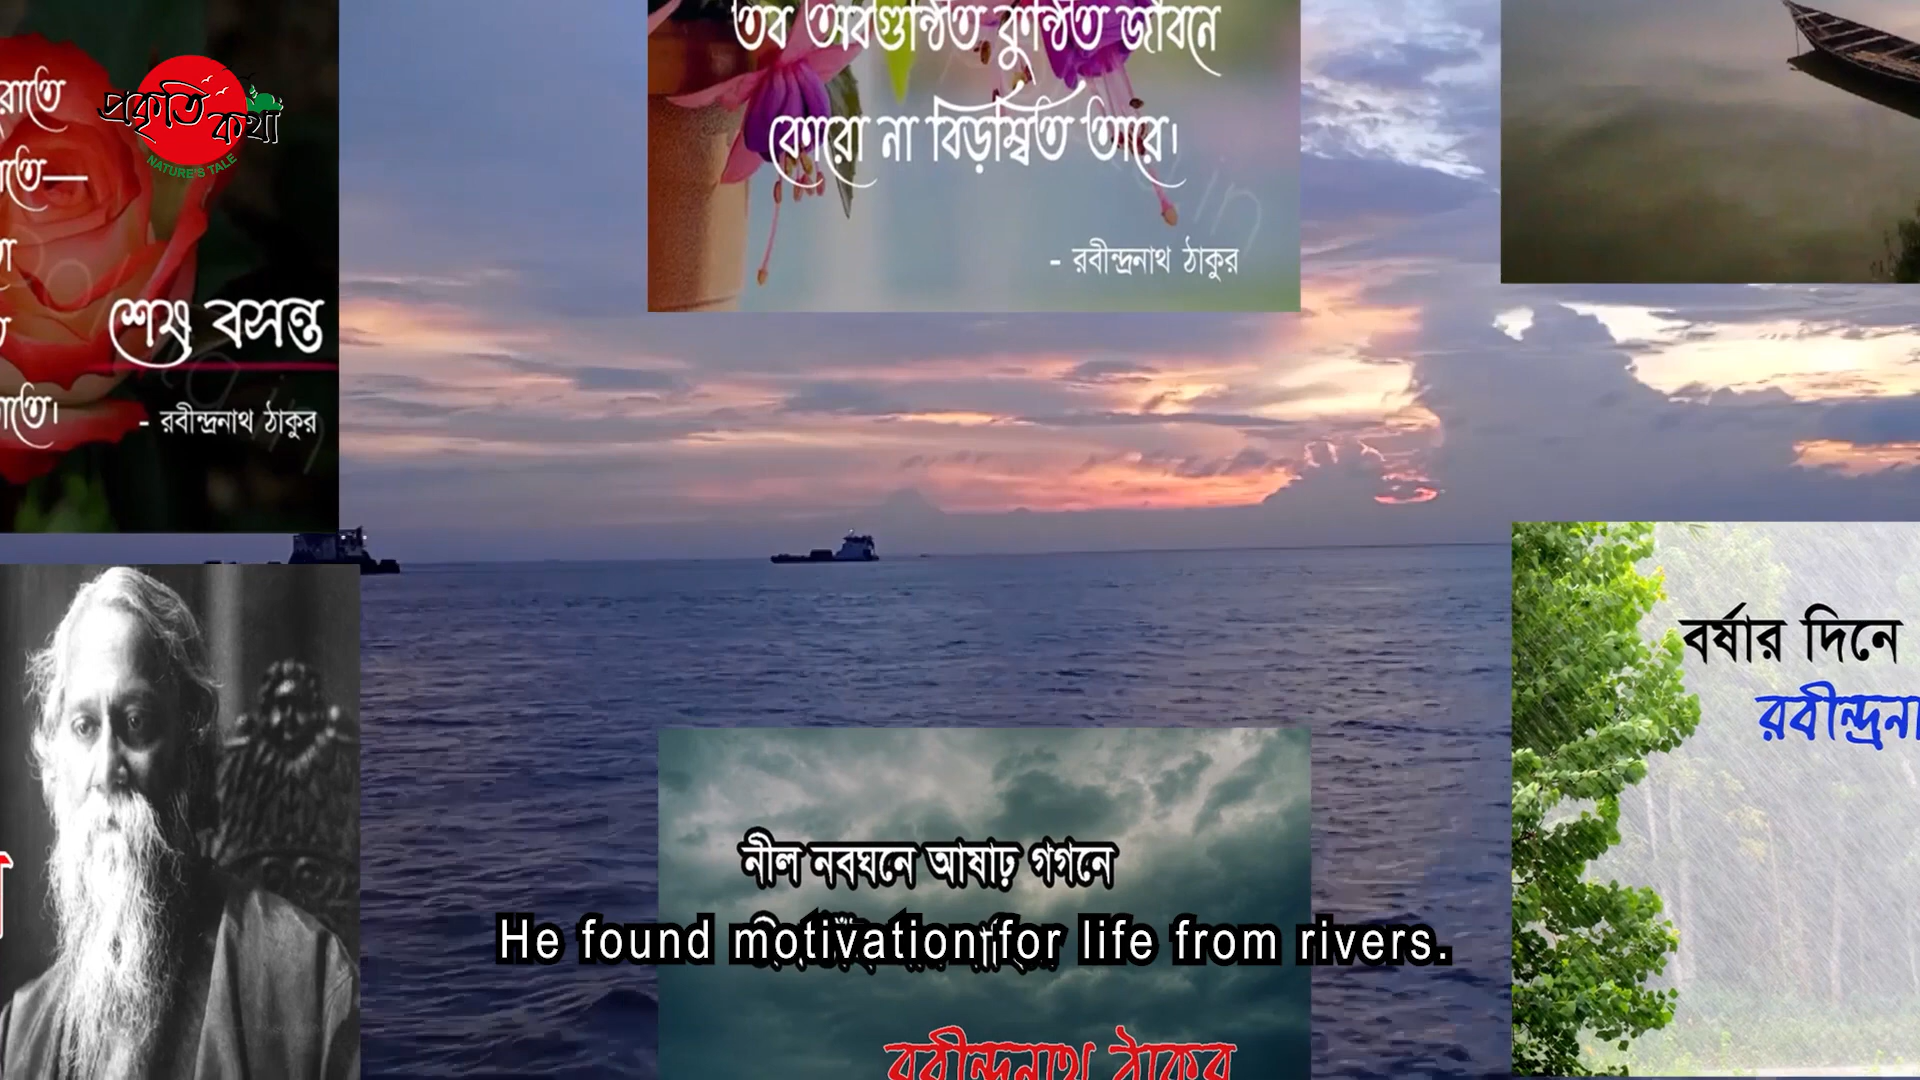 প্রকৃতি কথা
NATURE'S TALE
তব অবগুন্ঠিত কুন্ঠিত জীবনে
কোরো না বিড়ম্বিত তারে।
- রবীন্দ্রনাথ ঠাকুর
শেষ বসন্ত
- রবীন্দ্রনাথ ঠাকুর
বর্ষার দিনে
নীল নবঘনে আষাঢ় গগনে
He found motivation for life from rivers.
রবীন্দ্রনাথ ঠাকুর